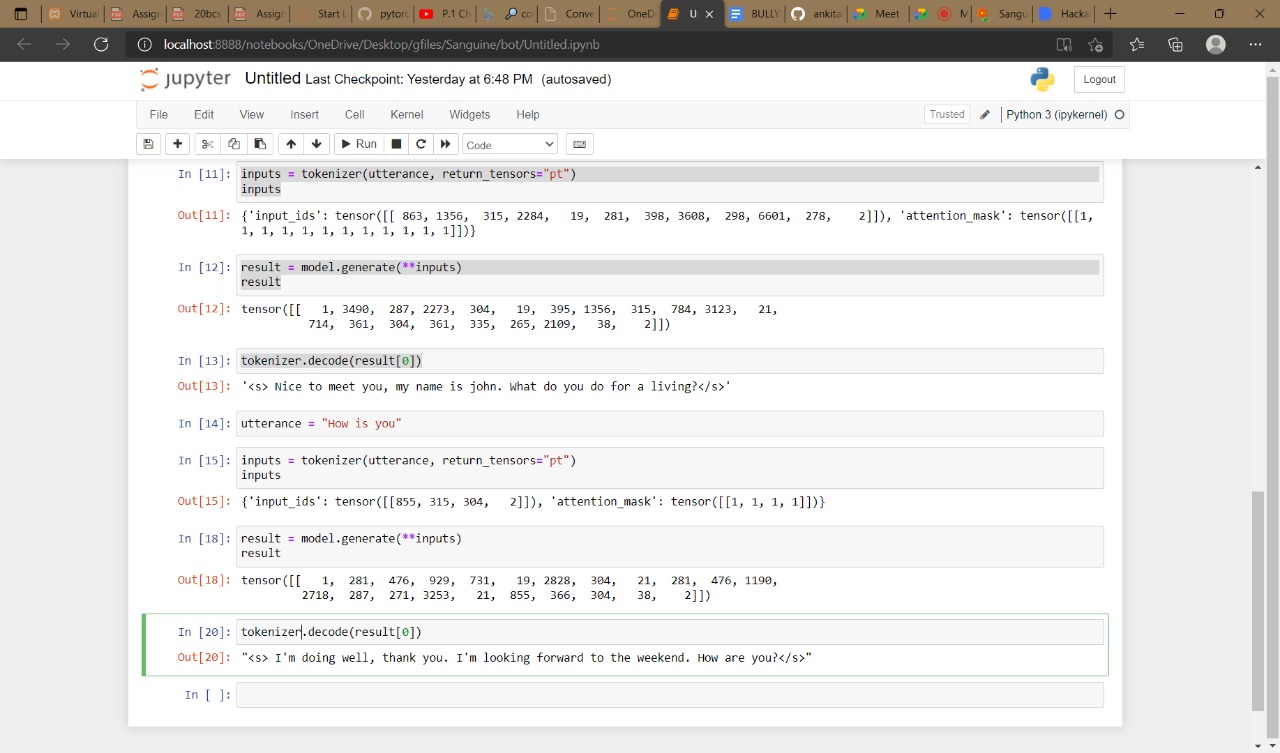 Virtual
Assign
20bcs
Assign
Start L
pytorc
P.1 Ch
co
Conve
OneD
U
BULLY
ankita
Meet
M
Sangu
Hacka
localhost:8888/notebooks/OneDrive/Desktop/gfiles/Sanguine/bot/Untitled.ipynb
jupyter Untitled Last Checkpoint: Yesterday at 6:48 PM (autosaved)
Logout
File Edit View Insert Cell Kernel Widgets Help
Trusted
Python 3 (ipykernel)
Run
Code
In [11]: inputs = tokenizer(utterance, return_tensors="pt")
inputs
Out[11]: {'input_ids': tensor([[ 863, 1356, 315, 2284, 19, 281, 398, 3608, 298, 6601, 278, 2]]), 'attention_mask': tensor([[1,
1, 1, 1, 1, 1, 1, 1, 1, 1, 1, 1]])}
In [12]: result = model.generate(**inputs)
result
Out[12]: tensor([[ 1, 3490, 287, 2273, 304, 19, 395, 1356, 315, 784, 3123, 21,
714, 361, 304, 361, 335, 265, 2109, 38, 2]])
In [13]: tokenizer.decode(result[0])
Out[13]: '<s> Nice to meet you, my name is john. What do you do for a living?</s>'
In [14]: utterance = "How is you"
In [15]: inputs = tokenizer(utterance, return_tensors="pt")
inputs
Out[15]: {'input_ids': tensor([[855, 315, 304, 2]]), 'attention_mask': tensor([[1, 1, 1, 1]])}
In [18]: result = model.generate(**inputs)
result
Out[18]: tensor([[ 1, 281, 476, 929, 731, 19, 2828, 304, 21, 281, 476, 1190,
2718, 287, 271, 3253, 21, 855, 366, 304, 38, 2]])
In [20]: tokenizer.decode(result[0])
Out[20]: "<s> I'm doing well, thank you. I'm looking forward to the weekend. How are you?</s>"
In [ ]: